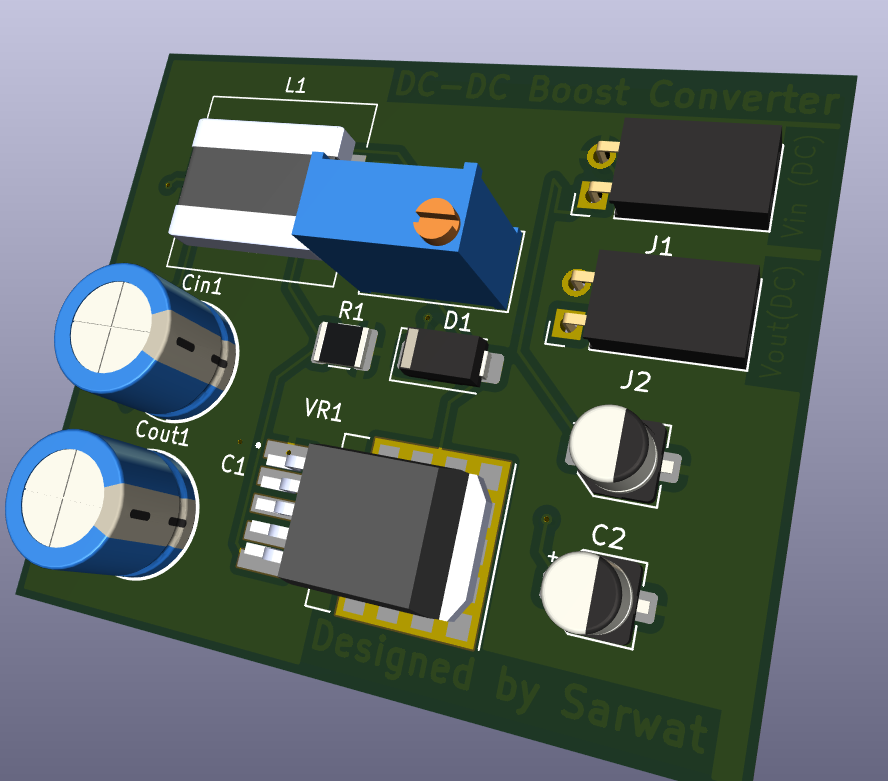 DC-DC Boost Converter
L1
Vin (DC)
J1
Cin1
R1
D1
Vout(DC)
J2
VR1
Cout1
C1
C2
+
Designed by Sarwat